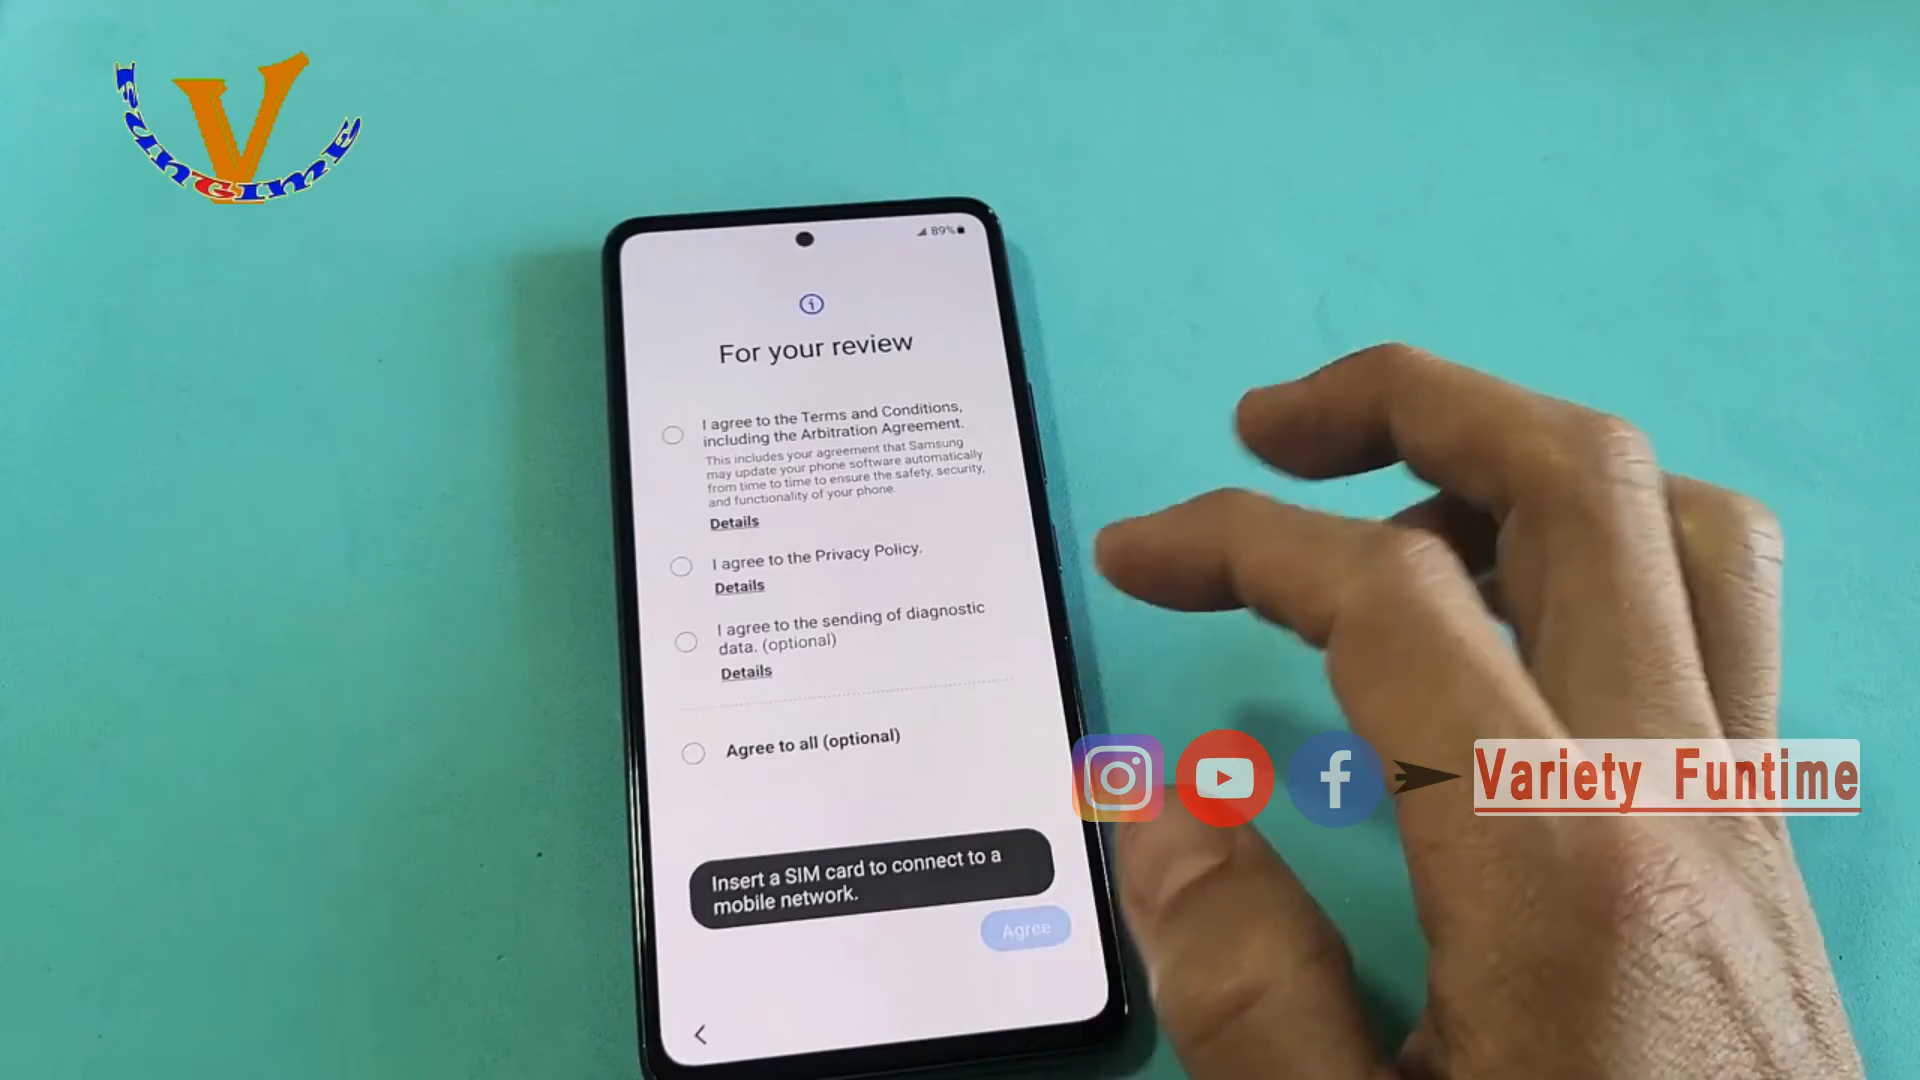 V
FUNTIME
89%
For your review
I agree to the Terms and Conditions,
including the Arbitration Agreement.
This includes your agreement that Samsung
may update your phone software automatically
from time to time to ensure the safety, security,
and functionality of your phone.
Details
I agree to the Privacy Policy.
Details
I agree to the sending of diagnostic
data. (optional)
Details
Agree to all (optional)
Insert a SIM card to connect to a
mobile network.
Agree
Variety Funtime